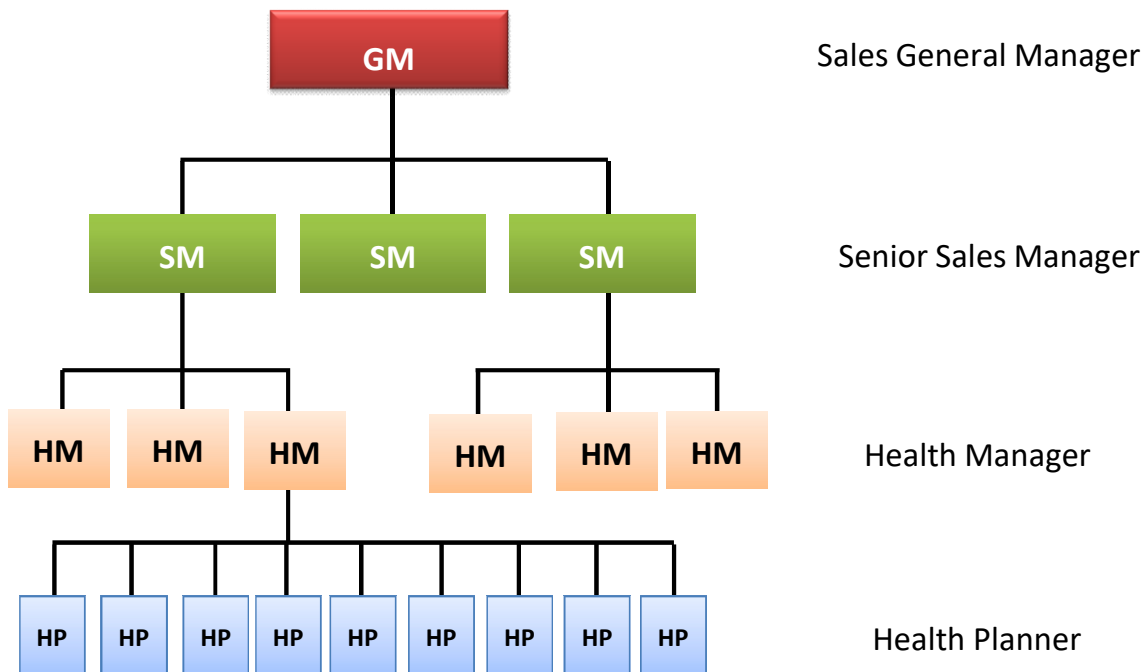 GM
Sales General Manager
SM SM SM
Senior Sales Manager
HM HM HM HM HM HM
Health Manager
HP HP HP HP HP HP HP HP HP
Health Planner